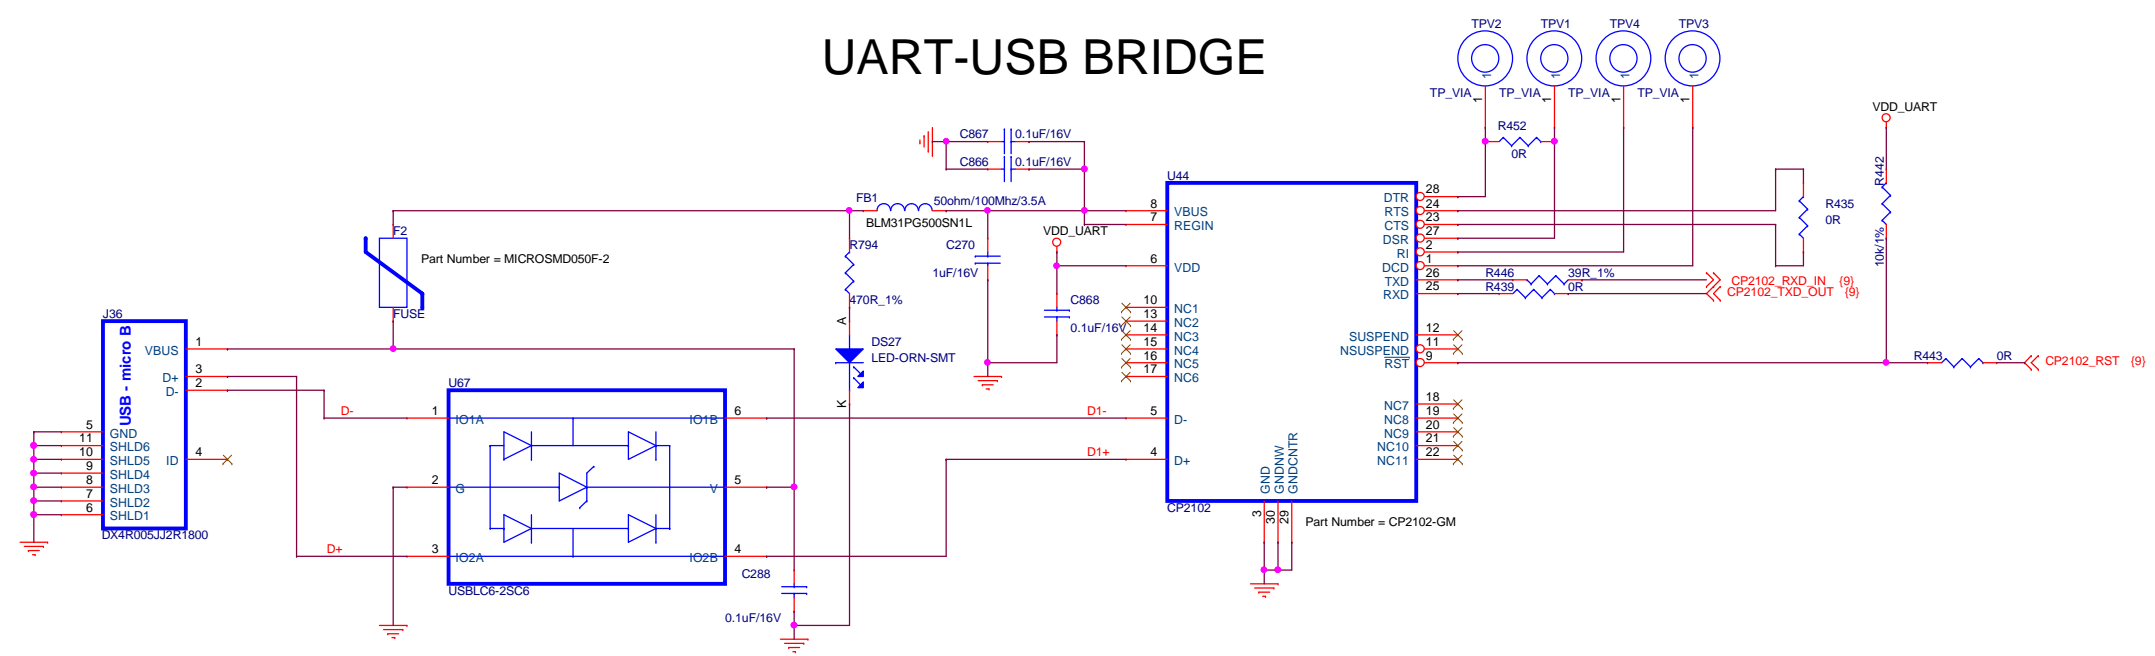 UART-USB BRIDGE
TPV2
TPV1
TPV4
TPV3
1
1
1
1
TP_VIA
TP_VIA
TP_VIA
TP_VIA
1
1
1
1
R452
0R
VDD_UART
R442
10k/1%
R435
0R
C867
0.1uF/16V
C866
0.1uF/16V
FB1
50ohm/100Mhz/3.5A
BLM31PG500SN1L
F2
Part Number = MICROSMD050F-2
FUSE
R794
470R_1%
A
DS27
LED-ORN-SMT
K
C270
1uF/16V
VDD_UART
C868
0.1uF/16V
U44
8 VBUS
7 REGIN
6 VDD
10 NC1
13 NC2
14 NC3
15 NC4
16 NC5
17 NC6
5 D-
4 D+
DTR 28
RTS 24
CTS 23
DSR 27
RI 2
DCD 1
TXD 26
RXD 25
SUSPEND 12
NSUSPEND 11
RST 9
NC7 18
NC8 19
NC9 20
NC10 21
NC11 22
GND
GNDNW
GNDCNTR
3
30
29
CP2102
Part Number = CP2102-GM
R446 39R_1% CP2102_RXD_IN {9}
R439 0R CP2102_TXD_OUT {9}
R443 0R CP2102_RST {9}
J36
USB - micro B
VBUS 1
D+ 3
D- 2
5 GND
11 SHLD6
10 SHLD5
9 SHLD4
8 SHLD3
7 SHLD2
6 SHLD1
ID 4
DX4R005JJ2R1800
D-
D+
U67
1 IO1A
IO1B 6
2 G
V 5
3 IO2A
IO2B 4
USBLC6-2SC6
D1-
D1+
C288
0.1uF/16V